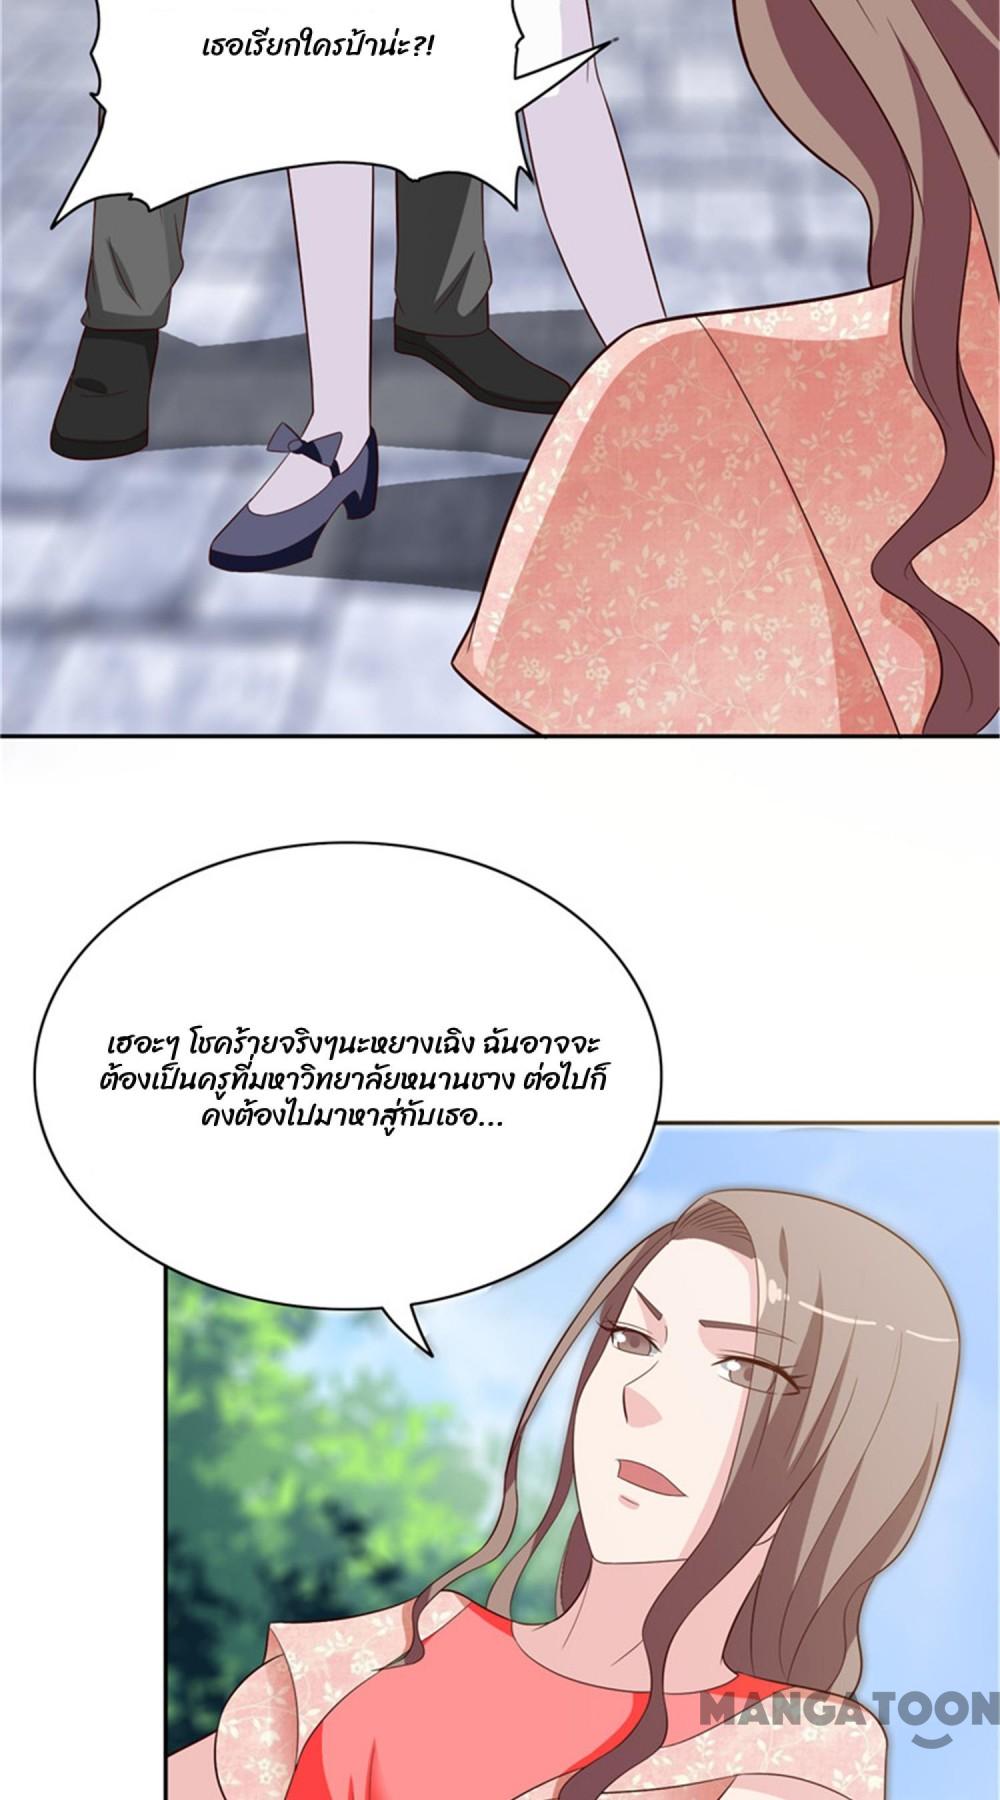 เธอเรียกใครป้าน่ะ?!
เฮอะๆ โชคร้ายจริงๆนะหยางเฉิง ฉันอาจจะ
ต้องเป็นครูที่มหาวิทยาลัยหนานชาง ต่อไปก็
คงต้องไปมาหาสู่กับเธอ...
MANGATOON